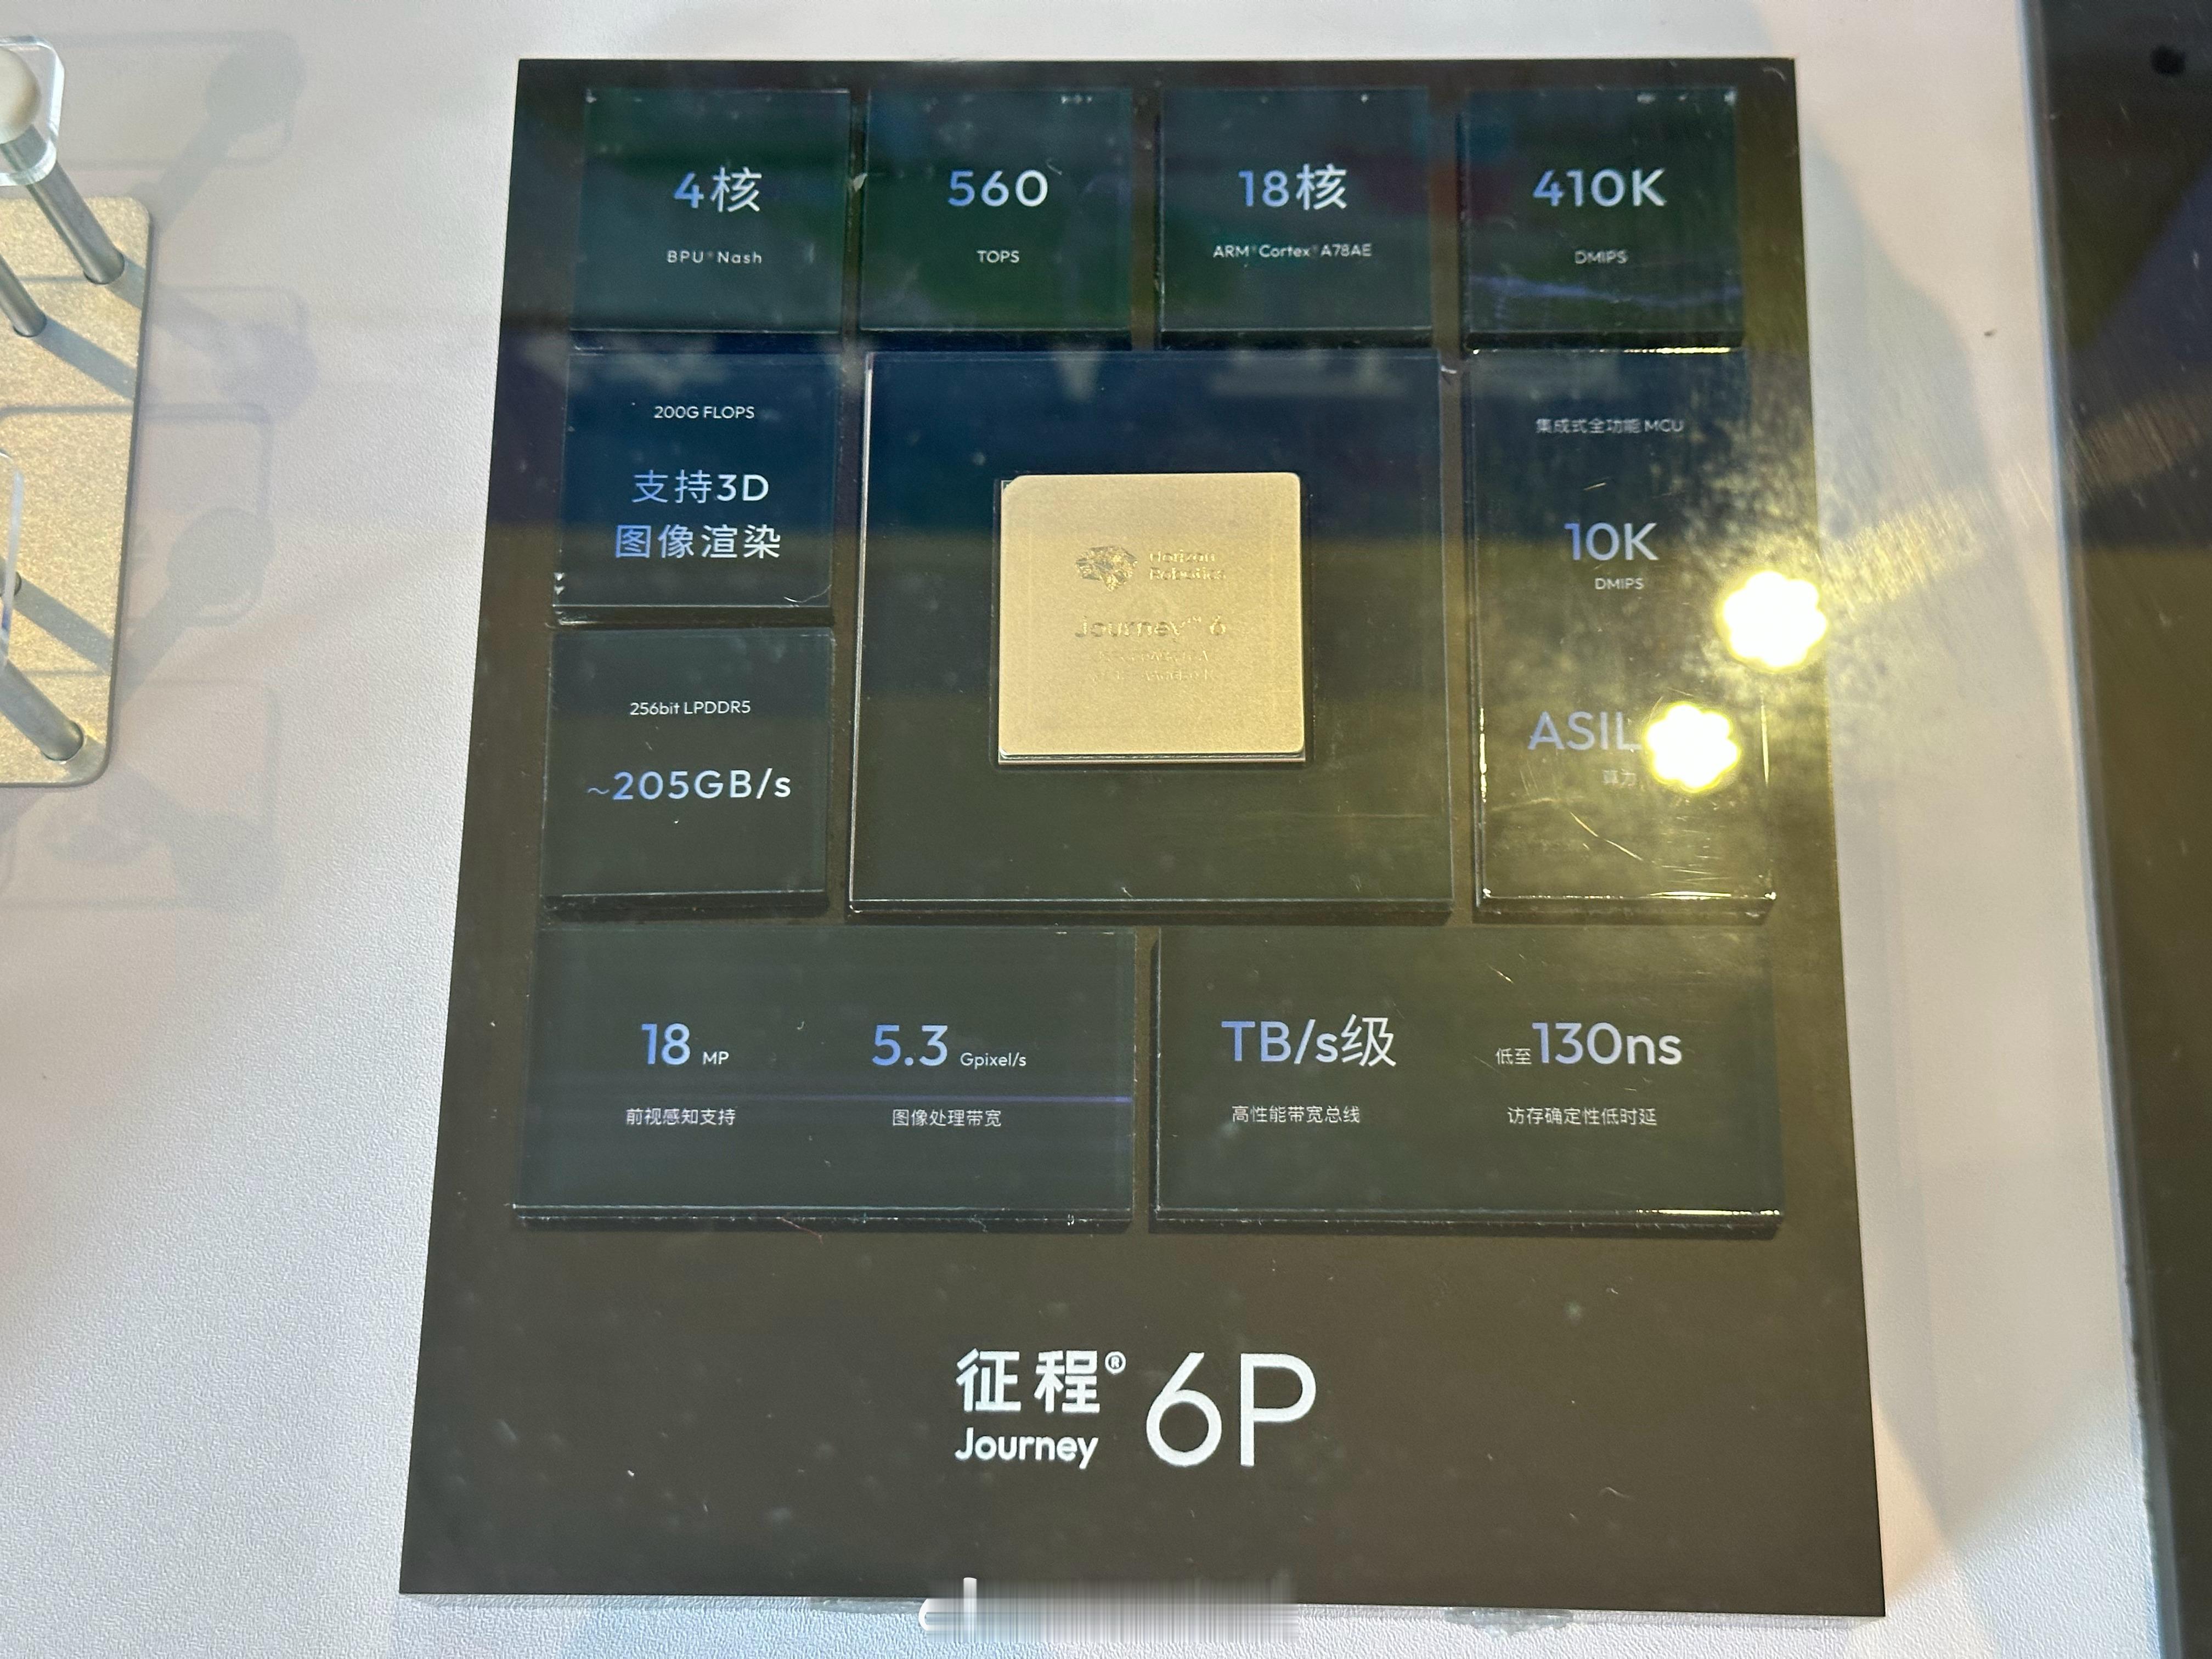 4核
BPU®Nash
560
TOPS
18核
ARM®Cortex®A78AE
410K
DMIPS
200G FLOPS
支持3D
图像渲染
256bit LPDDR5
~205GB/s
Horizon
Robotics
Journey™ 6
集成式全功能 MCU
10K
DMIPS
ASIL
算力
18 MP
前视感知支持
5.3 Gpixel/s
图像处理带宽
TB/s级
高性能带宽总线
低至130ns
访存确定性低时延
征程® 6P
Journey